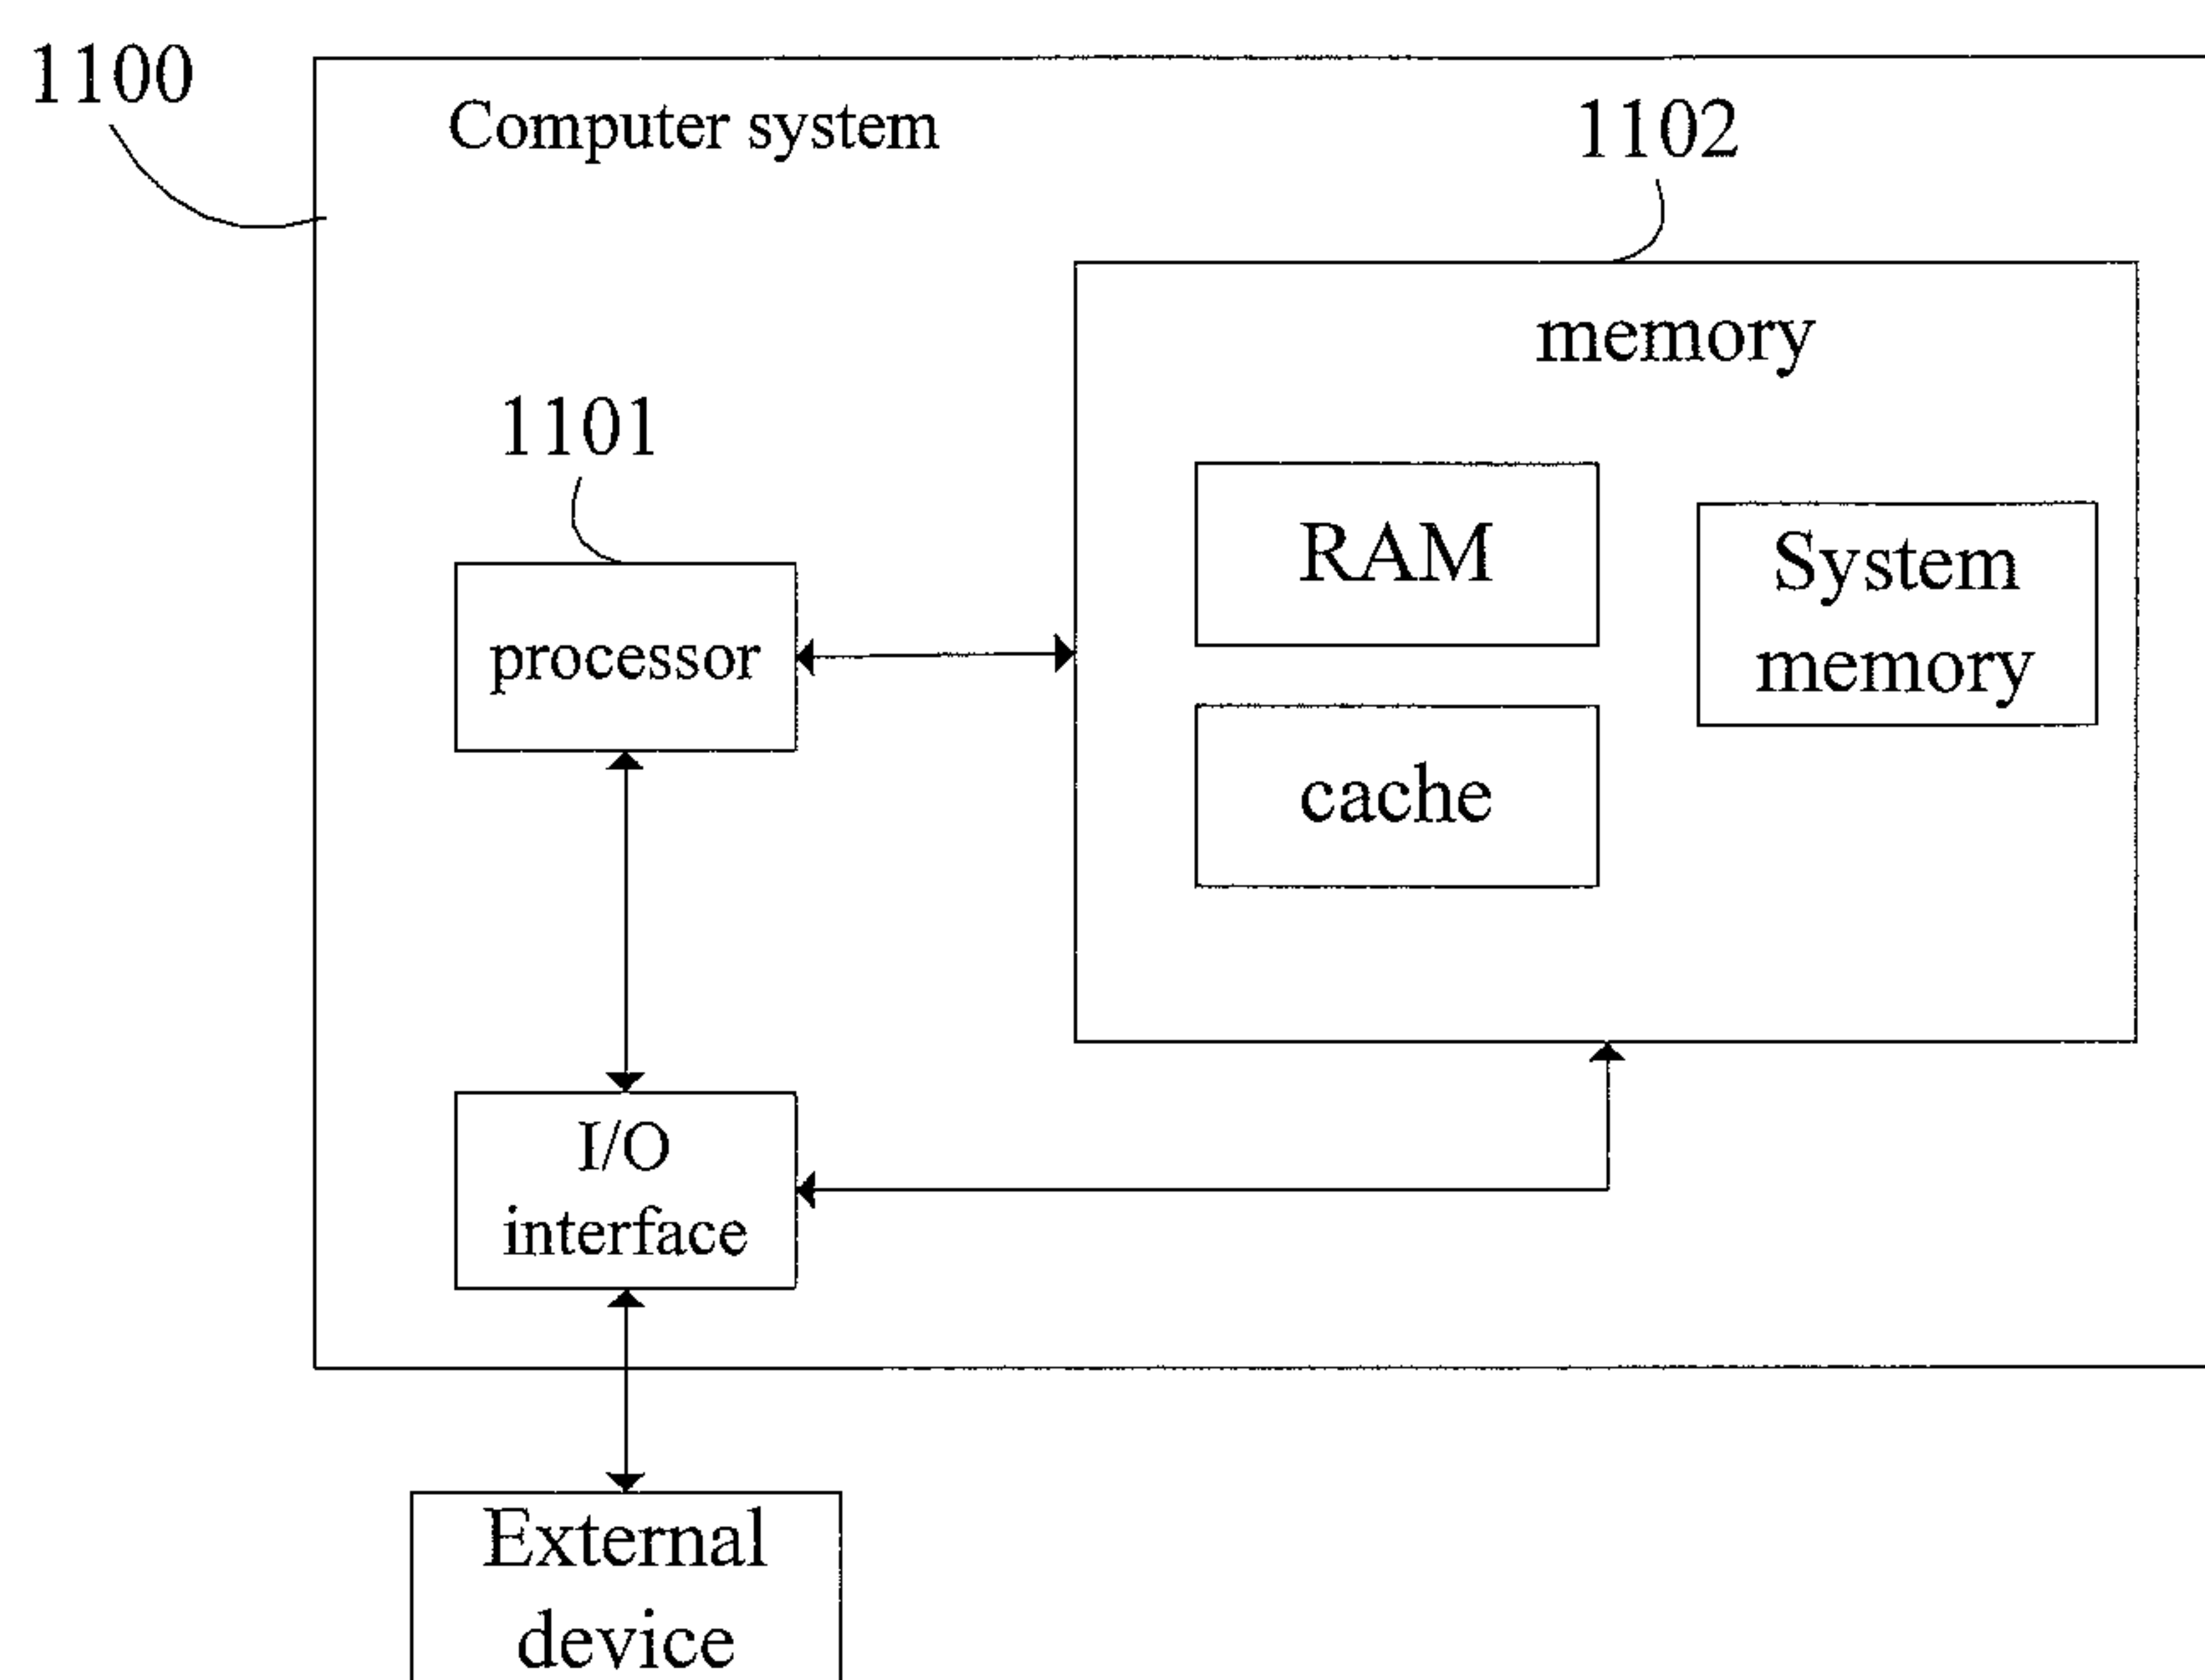 1100
Computer system
1102
memory
1101
RAM
System
memory
processor
cache
I/O
interface
External
device